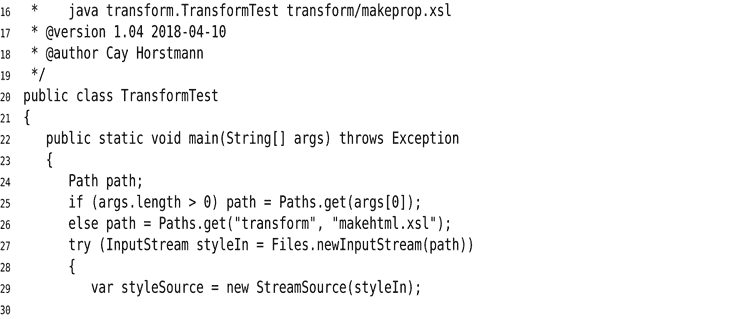 16  *    java transform.TransformTest transform/makeprop.xsl
17  * @version 1.04 2018-04-10
18  * @author Cay Horstmann
19  */
20 public class TransformTest
21 {
22    public static void main(String[] args) throws Exception
23    {
24       Path path;
25       if (args.length > 0) path = Paths.get(args[0]);
26       else path = Paths.get("transform", "makehtml.xsl");
27       try (InputStream styleIn = Files.newInputStream(path))
28       {
29          var styleSource = new StreamSource(styleIn);
30